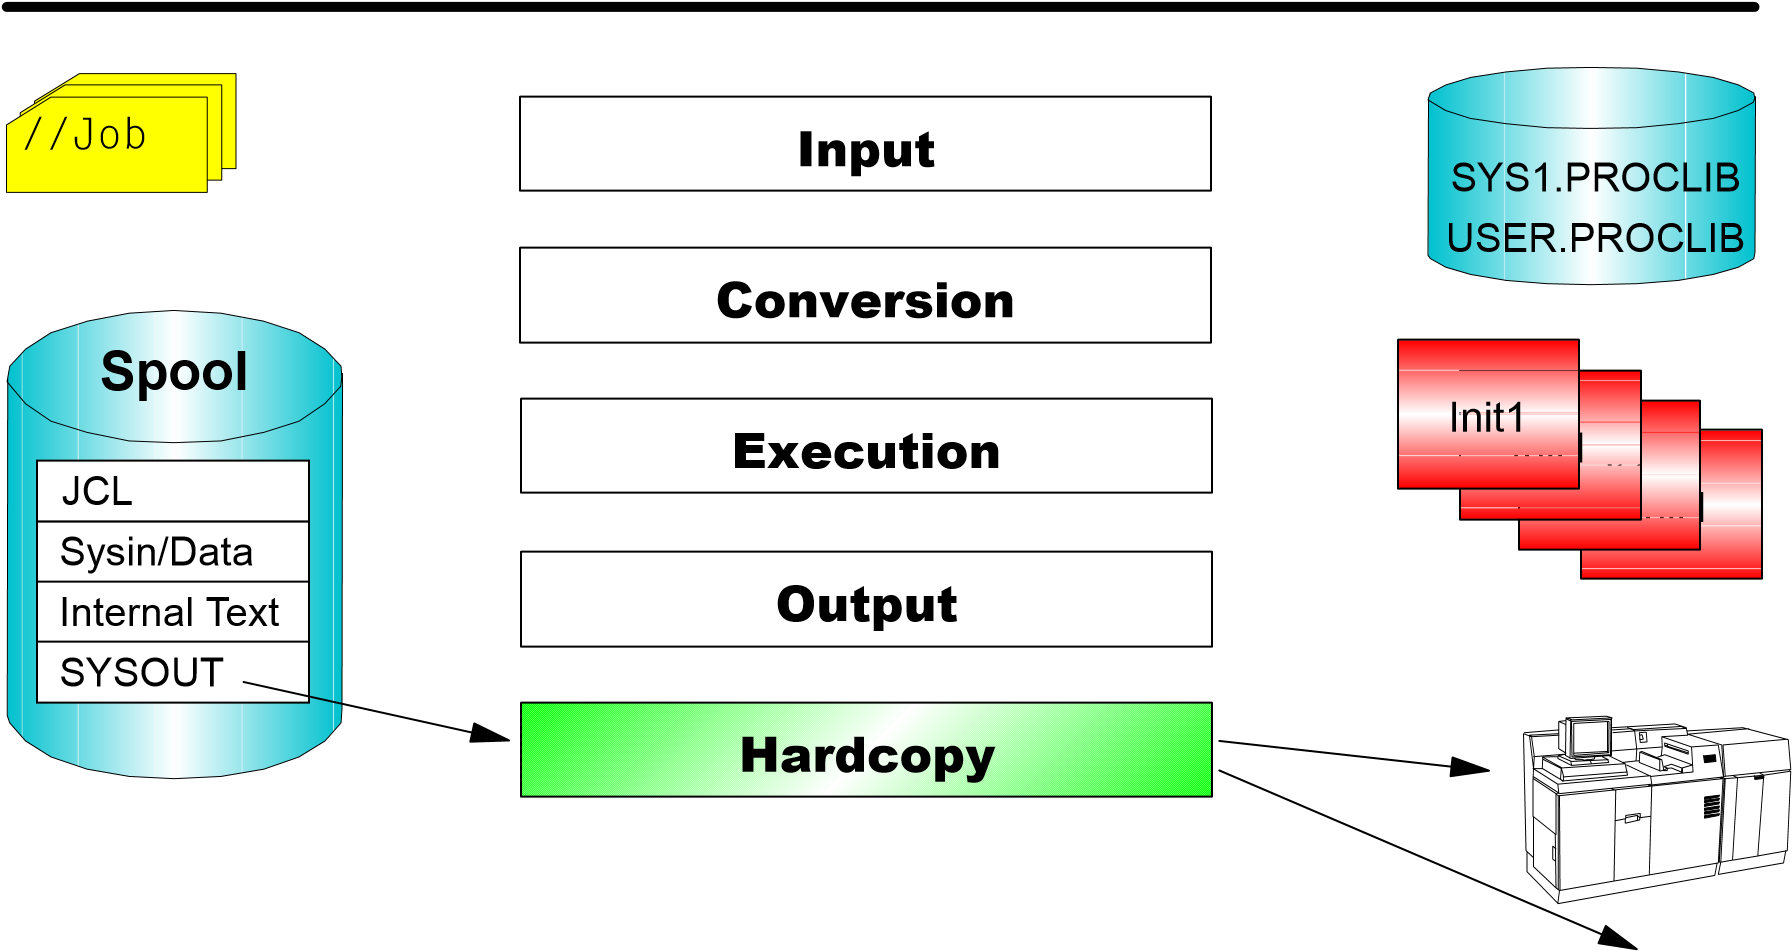 //Job
Input
SYS1.PROCLIB
USER.PROCLIB
Conversion
Spool
Init1
Execution
JCL
Sysin/Data
Internal Text
SYSOUT
Output
Hardcopy